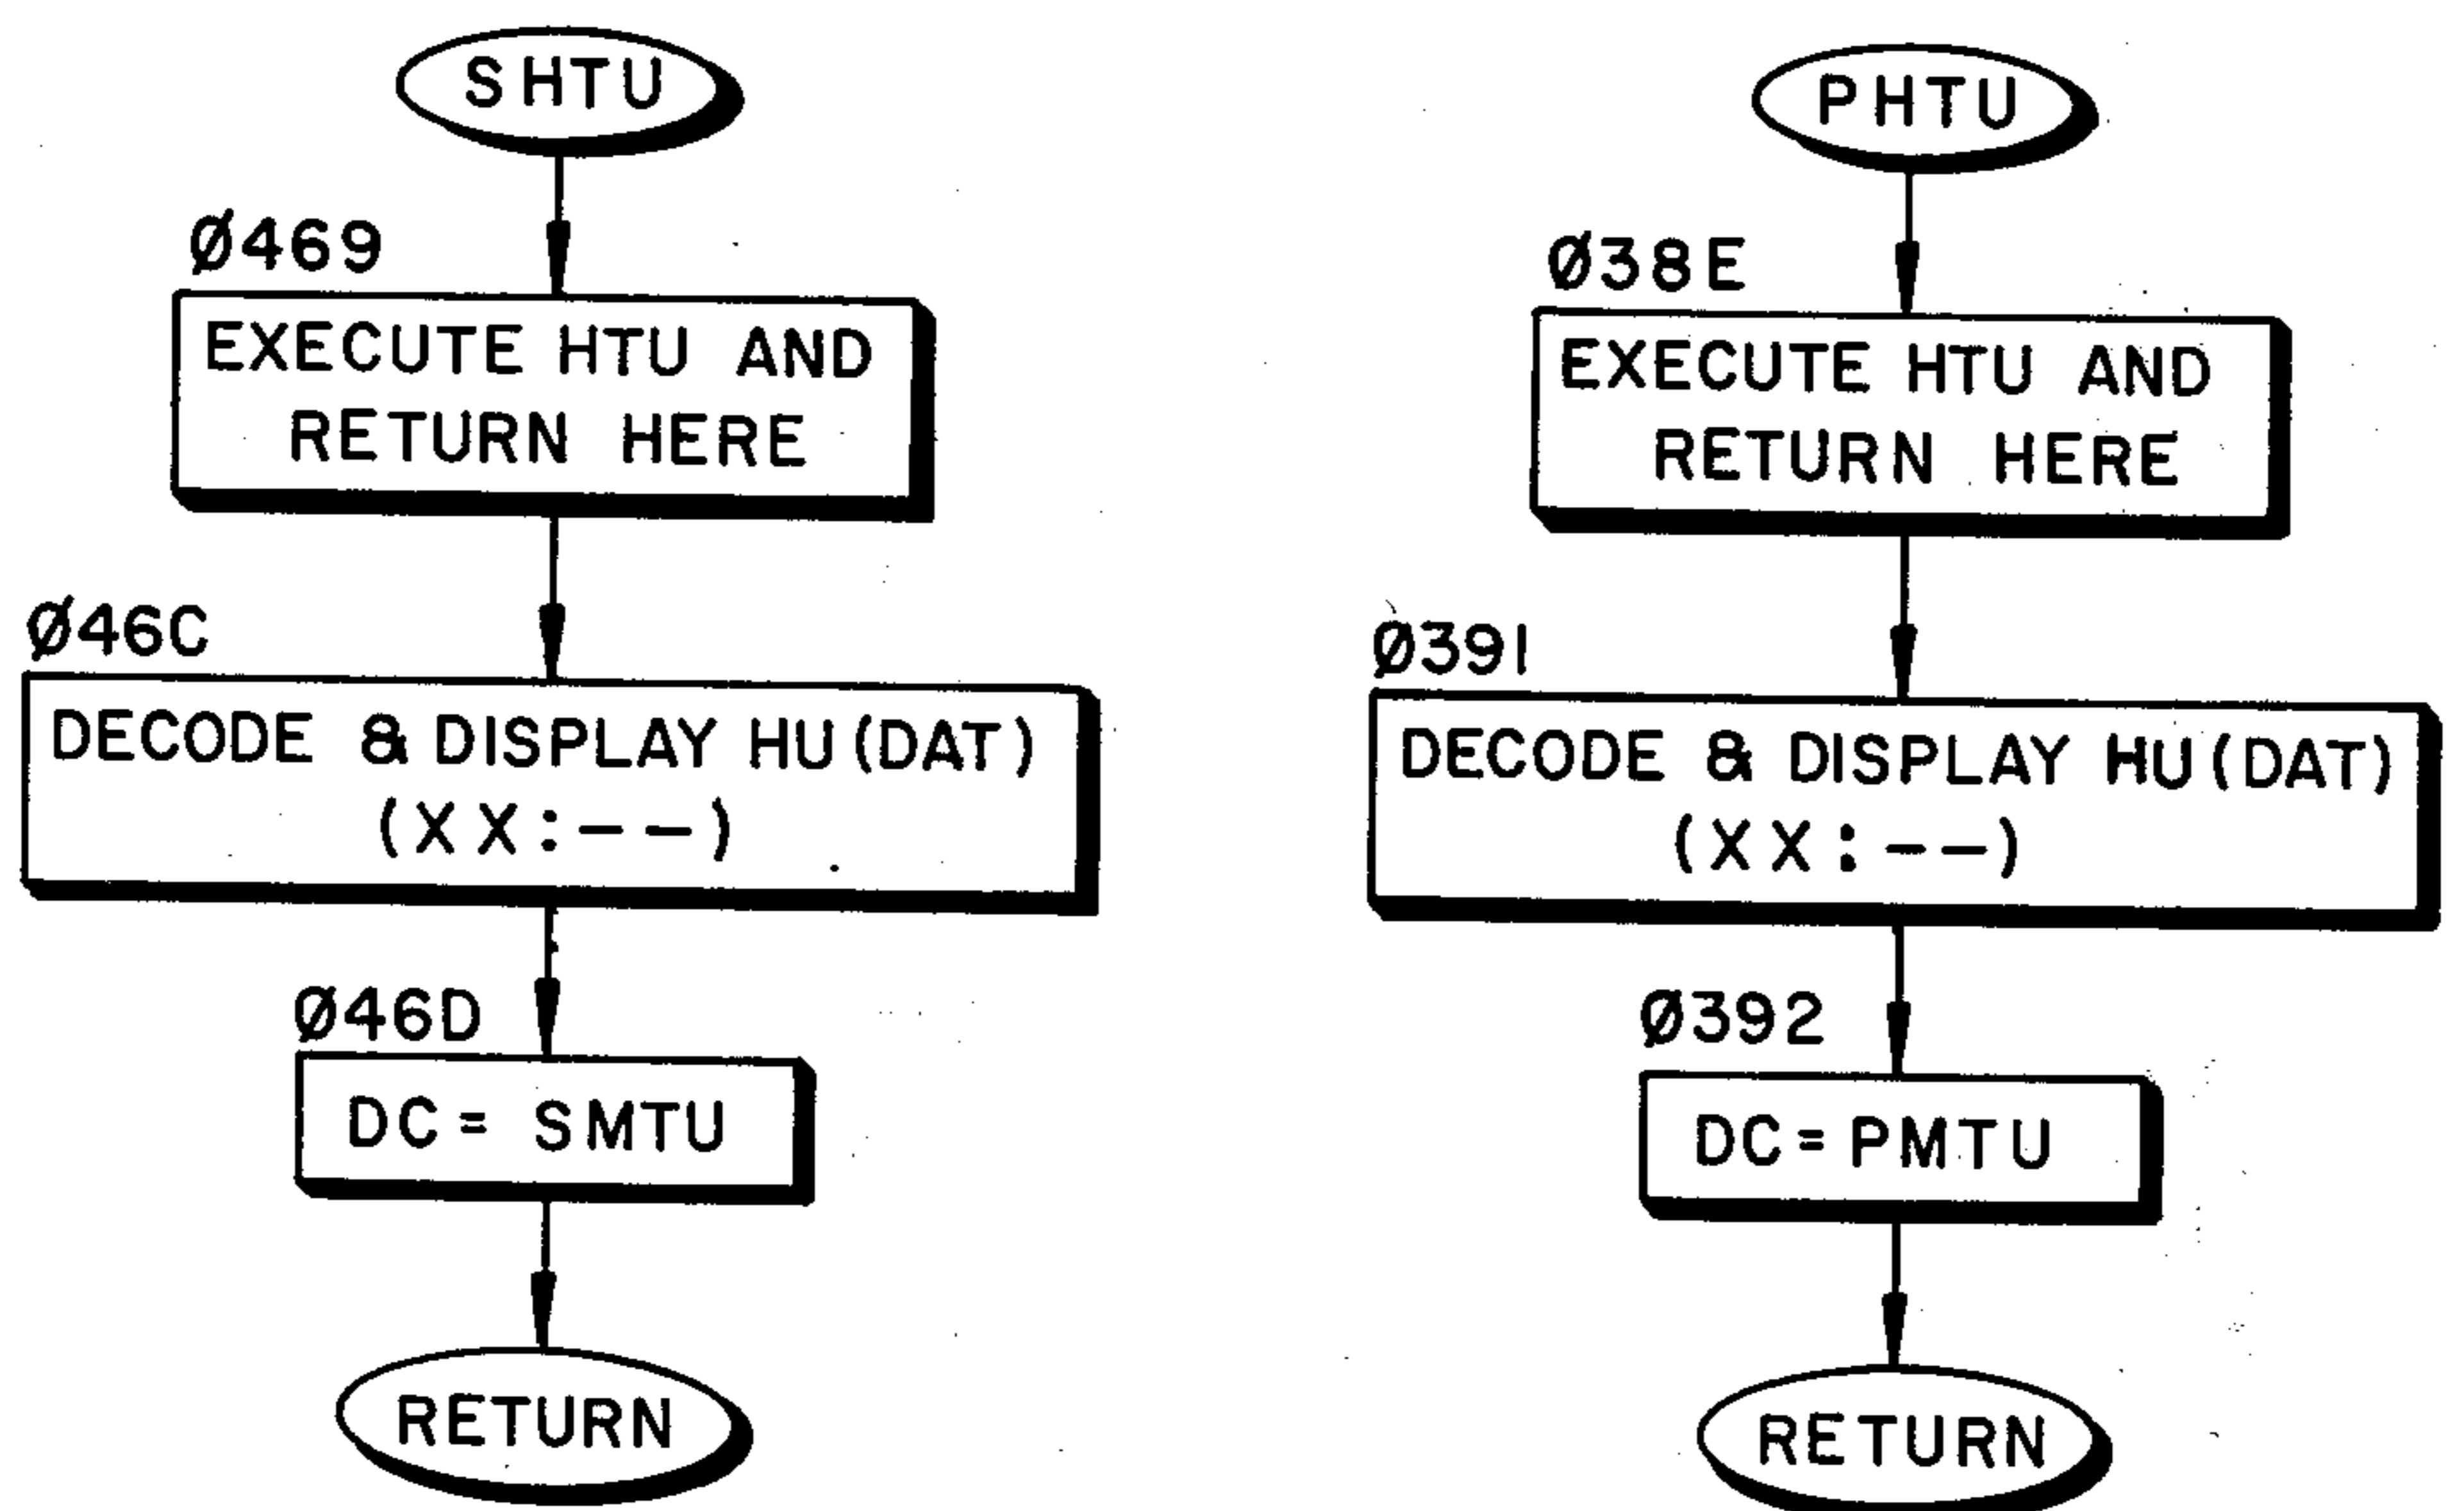 SHTU
Ø469
EXECUTE HTU AND
RETURN HERE
Ø46C
DECODE & DISPLAY HU(DAT)
(XX:--)
Ø46D
DC= SMTU
RETURN
PHTU
Ø38E
EXECUTE HTU AND
RETURN HERE
Ø391
DECODE & DISPLAY HU(DAT)
(XX:--)
Ø392
DC=PMTU
RETURN